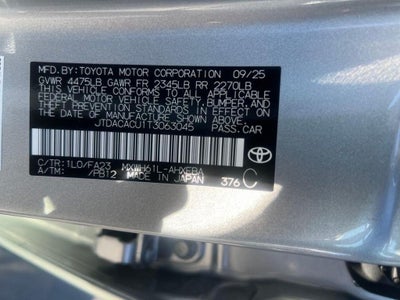 MFD.BY:TOYOTA MOTOR CORPORATION 09/25
GVWR 4475LB GAWR FR 2345LB RR 2270LB
THIS VEHICLE CONFORMS TO ALL APPLICABLE
FEDERAL MOTOR VEHICLE SAFETY,BUMPER,AND
THEFT PREVENTION STANDARDS IN EFFECT ON
THE DATE OF MANUFACTURE SHOWN ABOVE.
JTDACACUTT3063045 PASS.CAR
C/TR:1L0/FA23 MXWH61L-AHXEBA
A/TM: /PB12 MADE IN JAPAN
376 C
TOYOTA